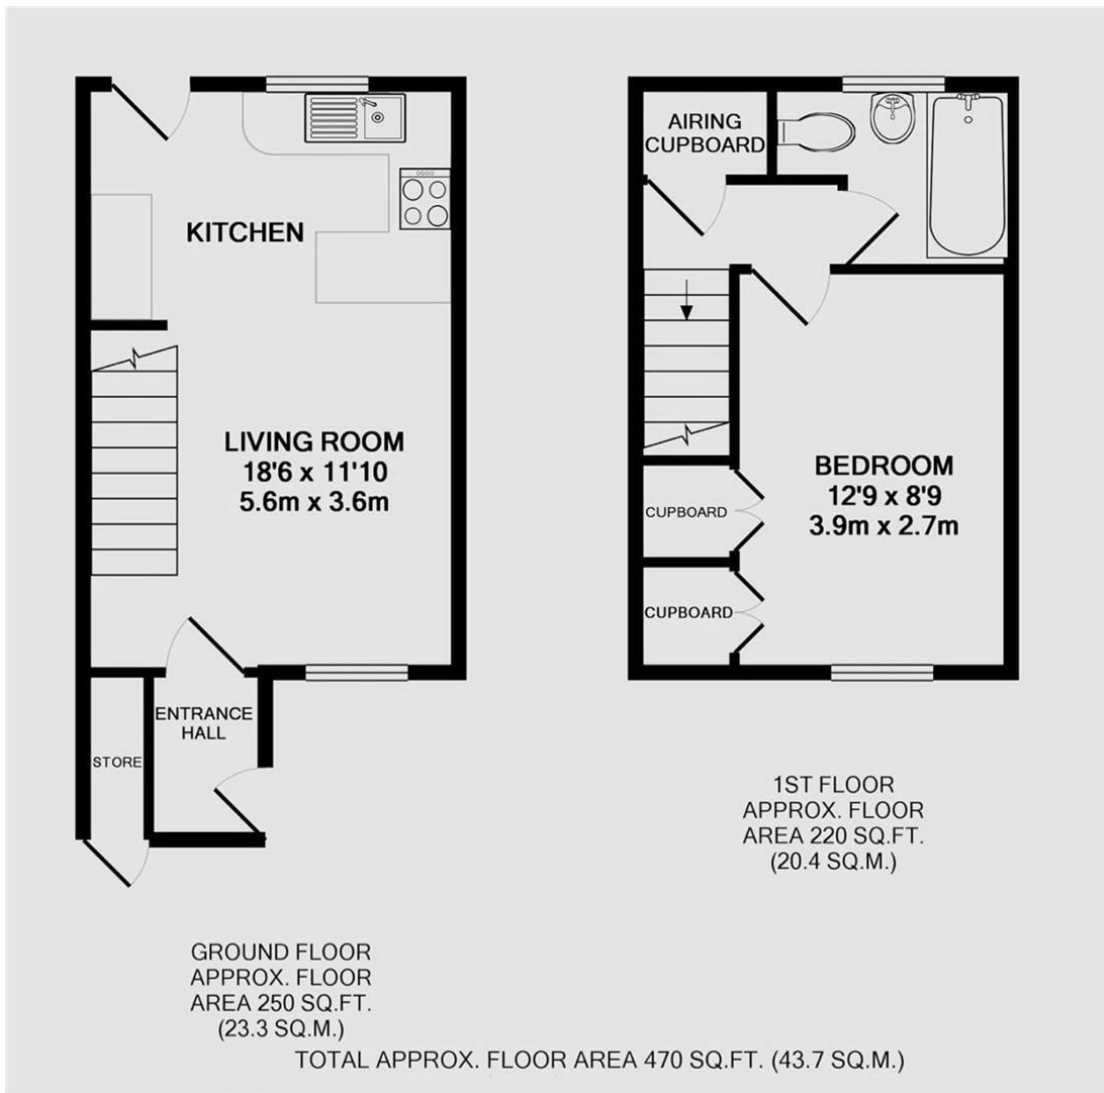 KITCHEN
LIVING ROOM
18'6 x 11'10
5.6m x 3.6m
ENTRANCE
HALL
STORE
GROUND FLOOR
APPROX. FLOOR
AREA 250 SQ.FT.
(23.3 SQ.M.)
AIRING
CUPBOARD
BEDROOM
12'9 x 8'9
3.9m x 2.7m
CUPBOARD
CUPBOARD
1ST FLOOR
APPROX. FLOOR
AREA 220 SQ.FT.
(20.4 SQ.M.)
TOTAL APPROX. FLOOR AREA 470 SQ.FT. (43.7 SQ.M.)